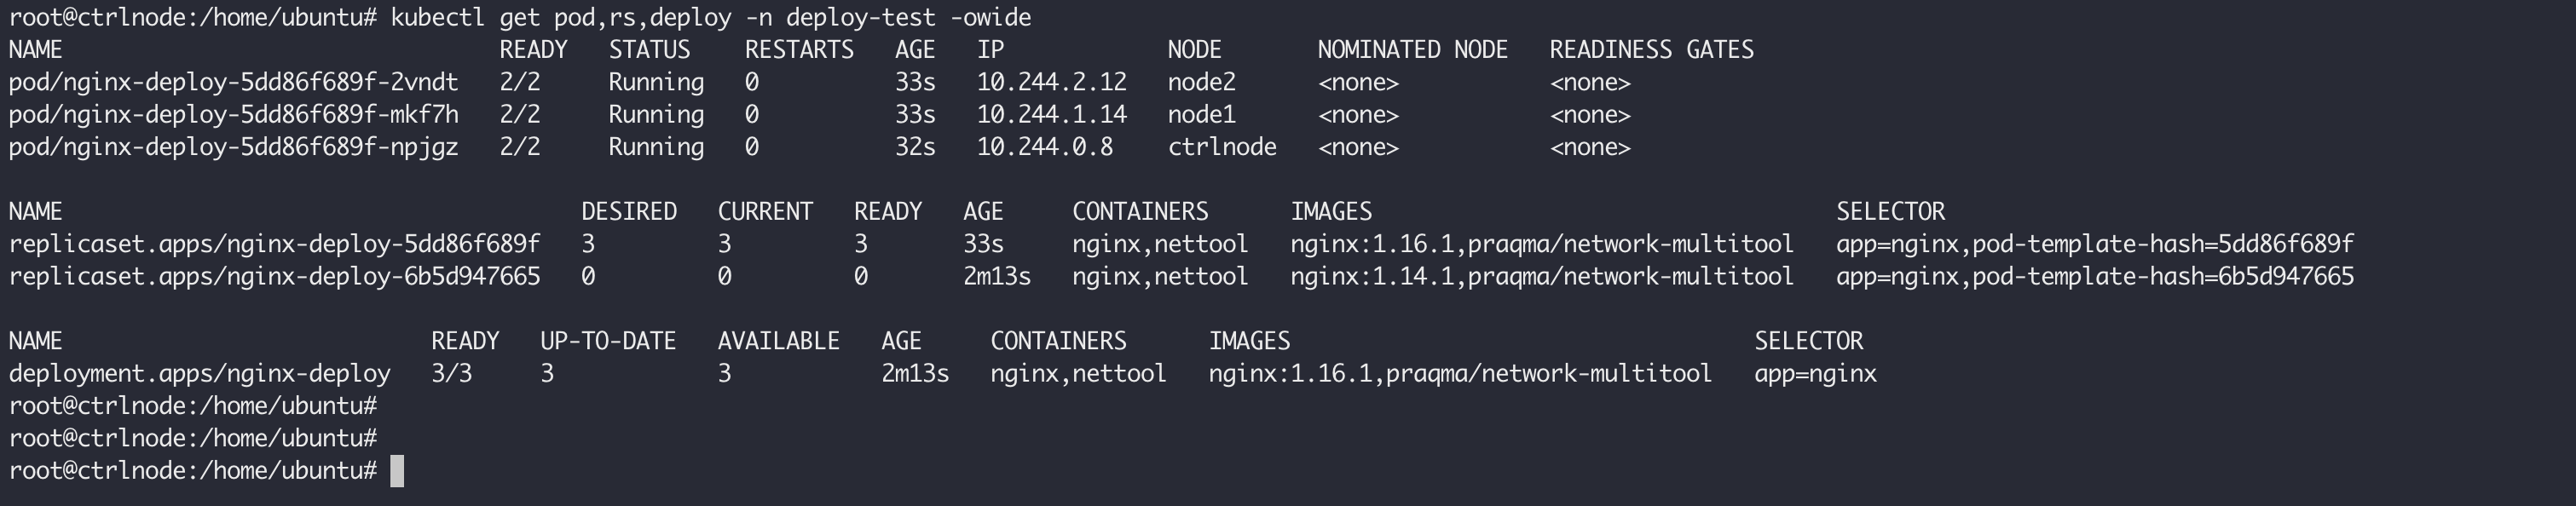 root@ctrlnode:/home/ubuntu# kubectl get pod,rs,deploy -n deploy-test -owide
NAME READY STATUS RESTARTS AGE IP NODE NOMINATED NODE READINESS GATES
pod/nginx-deploy-5dd86f689f-2vndt 2/2 Running 0 33s 10.244.2.12 node2 <none> <none>
pod/nginx-deploy-5dd86f689f-mkf7h 2/2 Running 0 33s 10.244.1.14 node1 <none> <none>
pod/nginx-deploy-5dd86f689f-npjgz 2/2 Running 0 32s 10.244.0.8 ctrlnode <none> <none>
NAME DESIRED CURRENT READY AGE CONTAINERS IMAGES SELECTOR
replicaset.apps/nginx-deploy-5dd86f689f 3 3 3 33s nginx,nettool nginx:1.16.1,praqma/network-multitool app=nginx,pod-template-hash=5dd86f689f
replicaset.apps/nginx-deploy-6b5d947665 0 0 0 2m13s nginx,nettool nginx:1.14.1,praqma/network-multitool app=nginx,pod-template-hash=6b5d947665
NAME READY UP-TO-DATE AVAILABLE AGE CONTAINERS IMAGES SELECTOR
deployment.apps/nginx-deploy 3/3 3 3 2m13s nginx,nettool nginx:1.16.1,praqma/network-multitool app=nginx
root@ctrlnode:/home/ubuntu#
root@ctrlnode:/home/ubuntu#
root@ctrlnode:/home/ubuntu#